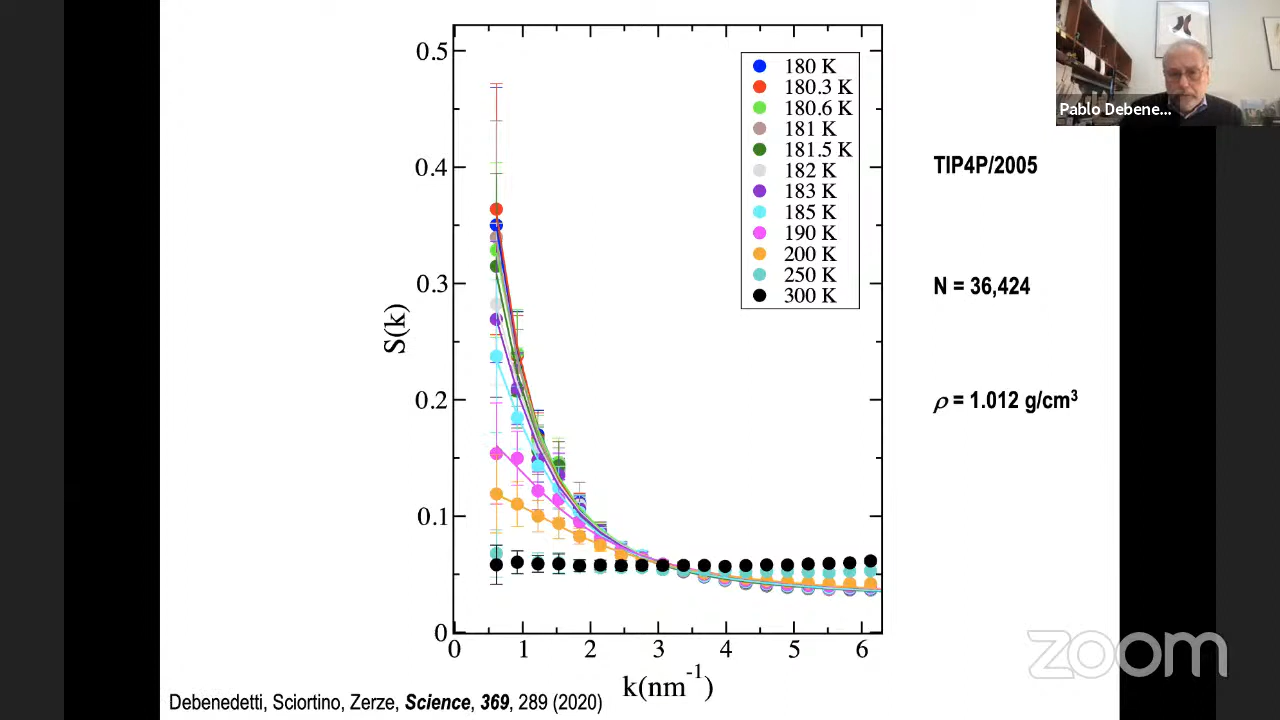 0.5
0.4
0.3
0.2
0.1
0
S(k)
0 1 2 3 4 5 6
k(nm-1)
180 K
180.3 K
180.6 K
181 K
181.5 K
182 K
183 K
185 K
190 K
200 K
250 K
300 K
Pablo Debene...
TIP4P/2005
N = 36,424
ρ = 1.012 g/cm3
zoom
Debenedetti, Sciortino, Zerze, Science, 369, 289 (2020)